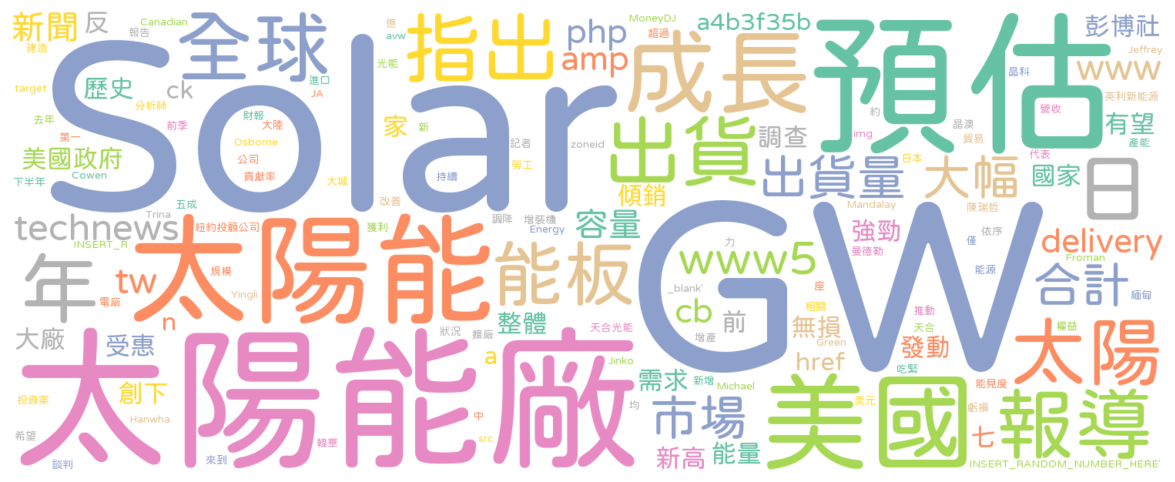 Solar
GW
預估
太陽能廠
太陽能
美國
成長
指出
全球
出貨
報導
太陽
能板
年
日
出貨量
市場
大幅
合計
www5
www
technews
delivery
新聞
反
Canadian
建造
報告
億
avw
MoneyDJ
超過
php
amp
a4b3f35b
彭博社
Jeffrey
target
歷史
ck
進口
光能
JA
分析師
晶科
英利新能源
去年
第一
前季
財報
大陸
家
新
記者
zoneid
調查
約
img
晶澳
營收
貿易
有望
產能
美國政府
Osborne
公司
貢獻率
勞工
日本
代表
下半年
Cowen
五成
大城
持續
傾銷
國家
改善
Mandalay
陳瑞哲
Trina
紐約投顧公司
獲利
調降
增裝機
Energy
容量
強勁
曼德勒
僅
依序
Froman
INSERT_R
tw
規模
電廠
Yingli
n
力
_blank'
座
能源
緬甸
cb
前
增產
相關
推動
天合
權益
大廠
受惠
狀況
擴廠
整體
天合光能
a
無損
Green
發動
href
吃緊
Jinko
需求
新增
Michael
能見度
投資案
創下
Hanwha
中
src
均
美元
虧損
七
希望
談判
來到
韓華
新高
能量
INSERT_RANDOM_NUMBER_HERE'